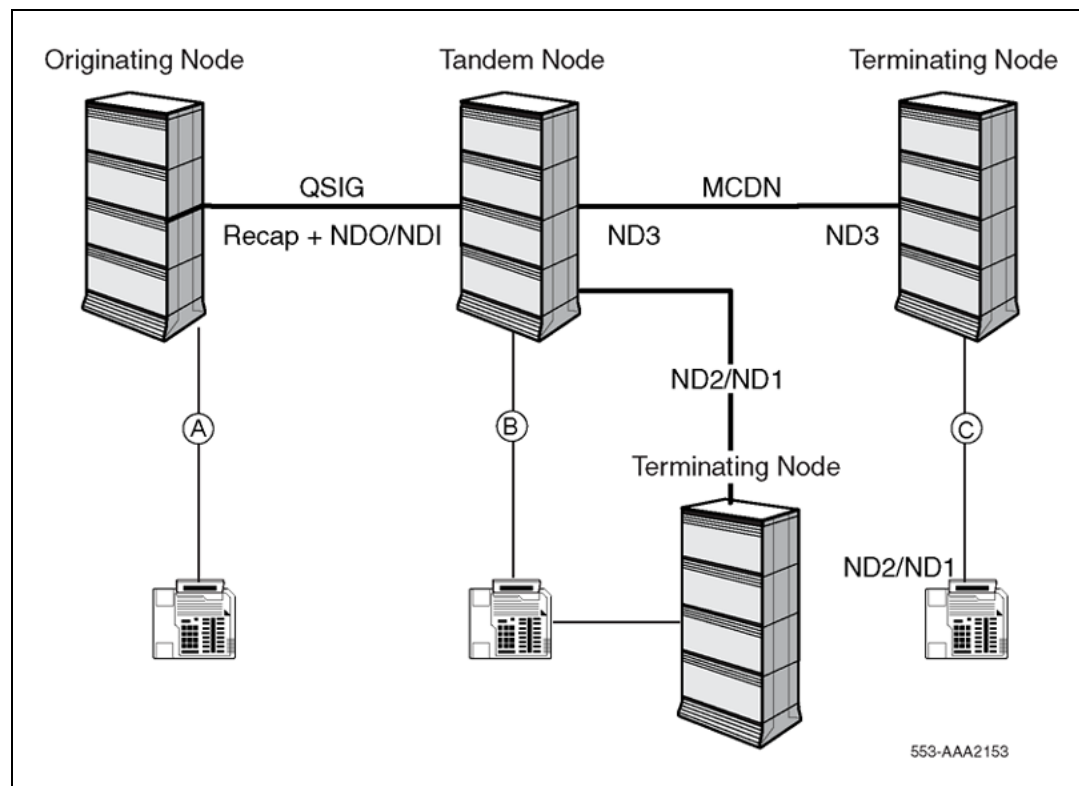 Originating Node
Tandem Node
Terminating Node
QSIG
MCDN
Recap + NDO/NDI
ND3
ND3
ND2/ND1
A
B
C
Terminating Node
ND2/ND1
553-AAA2153